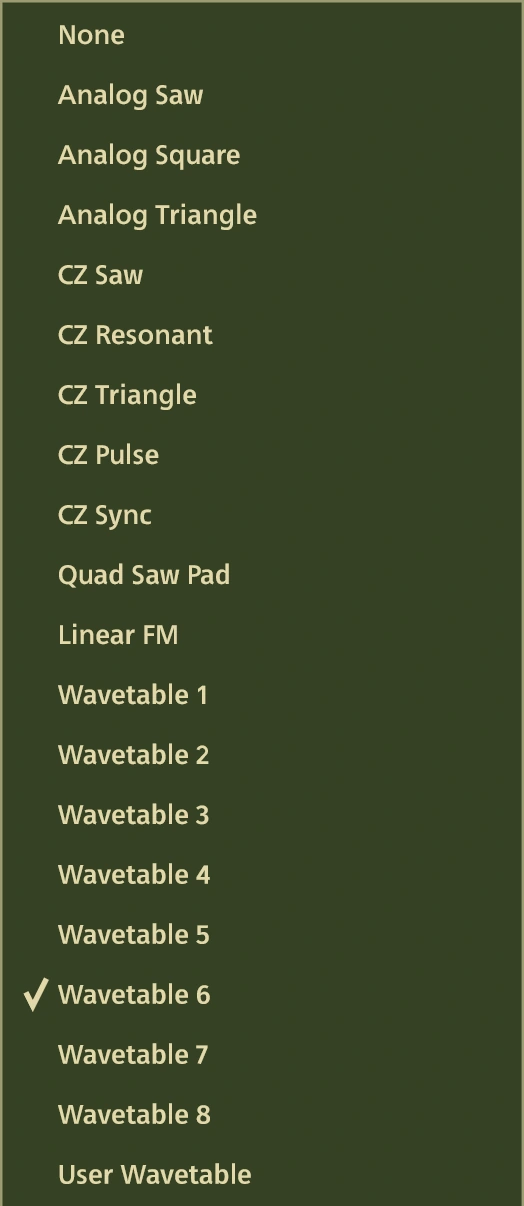 None
Analog Saw
Analog Square
Analog Triangle
CZ Saw
CZ Resonant
CZ Triangle
CZ Pulse
CZ Sync
Quad Saw Pad
Linear FM
Wavetable 1
Wavetable 2
Wavetable 3
Wavetable 4
Wavetable 5
✓ Wavetable 6
Wavetable 7
Wavetable 8
User Wavetable